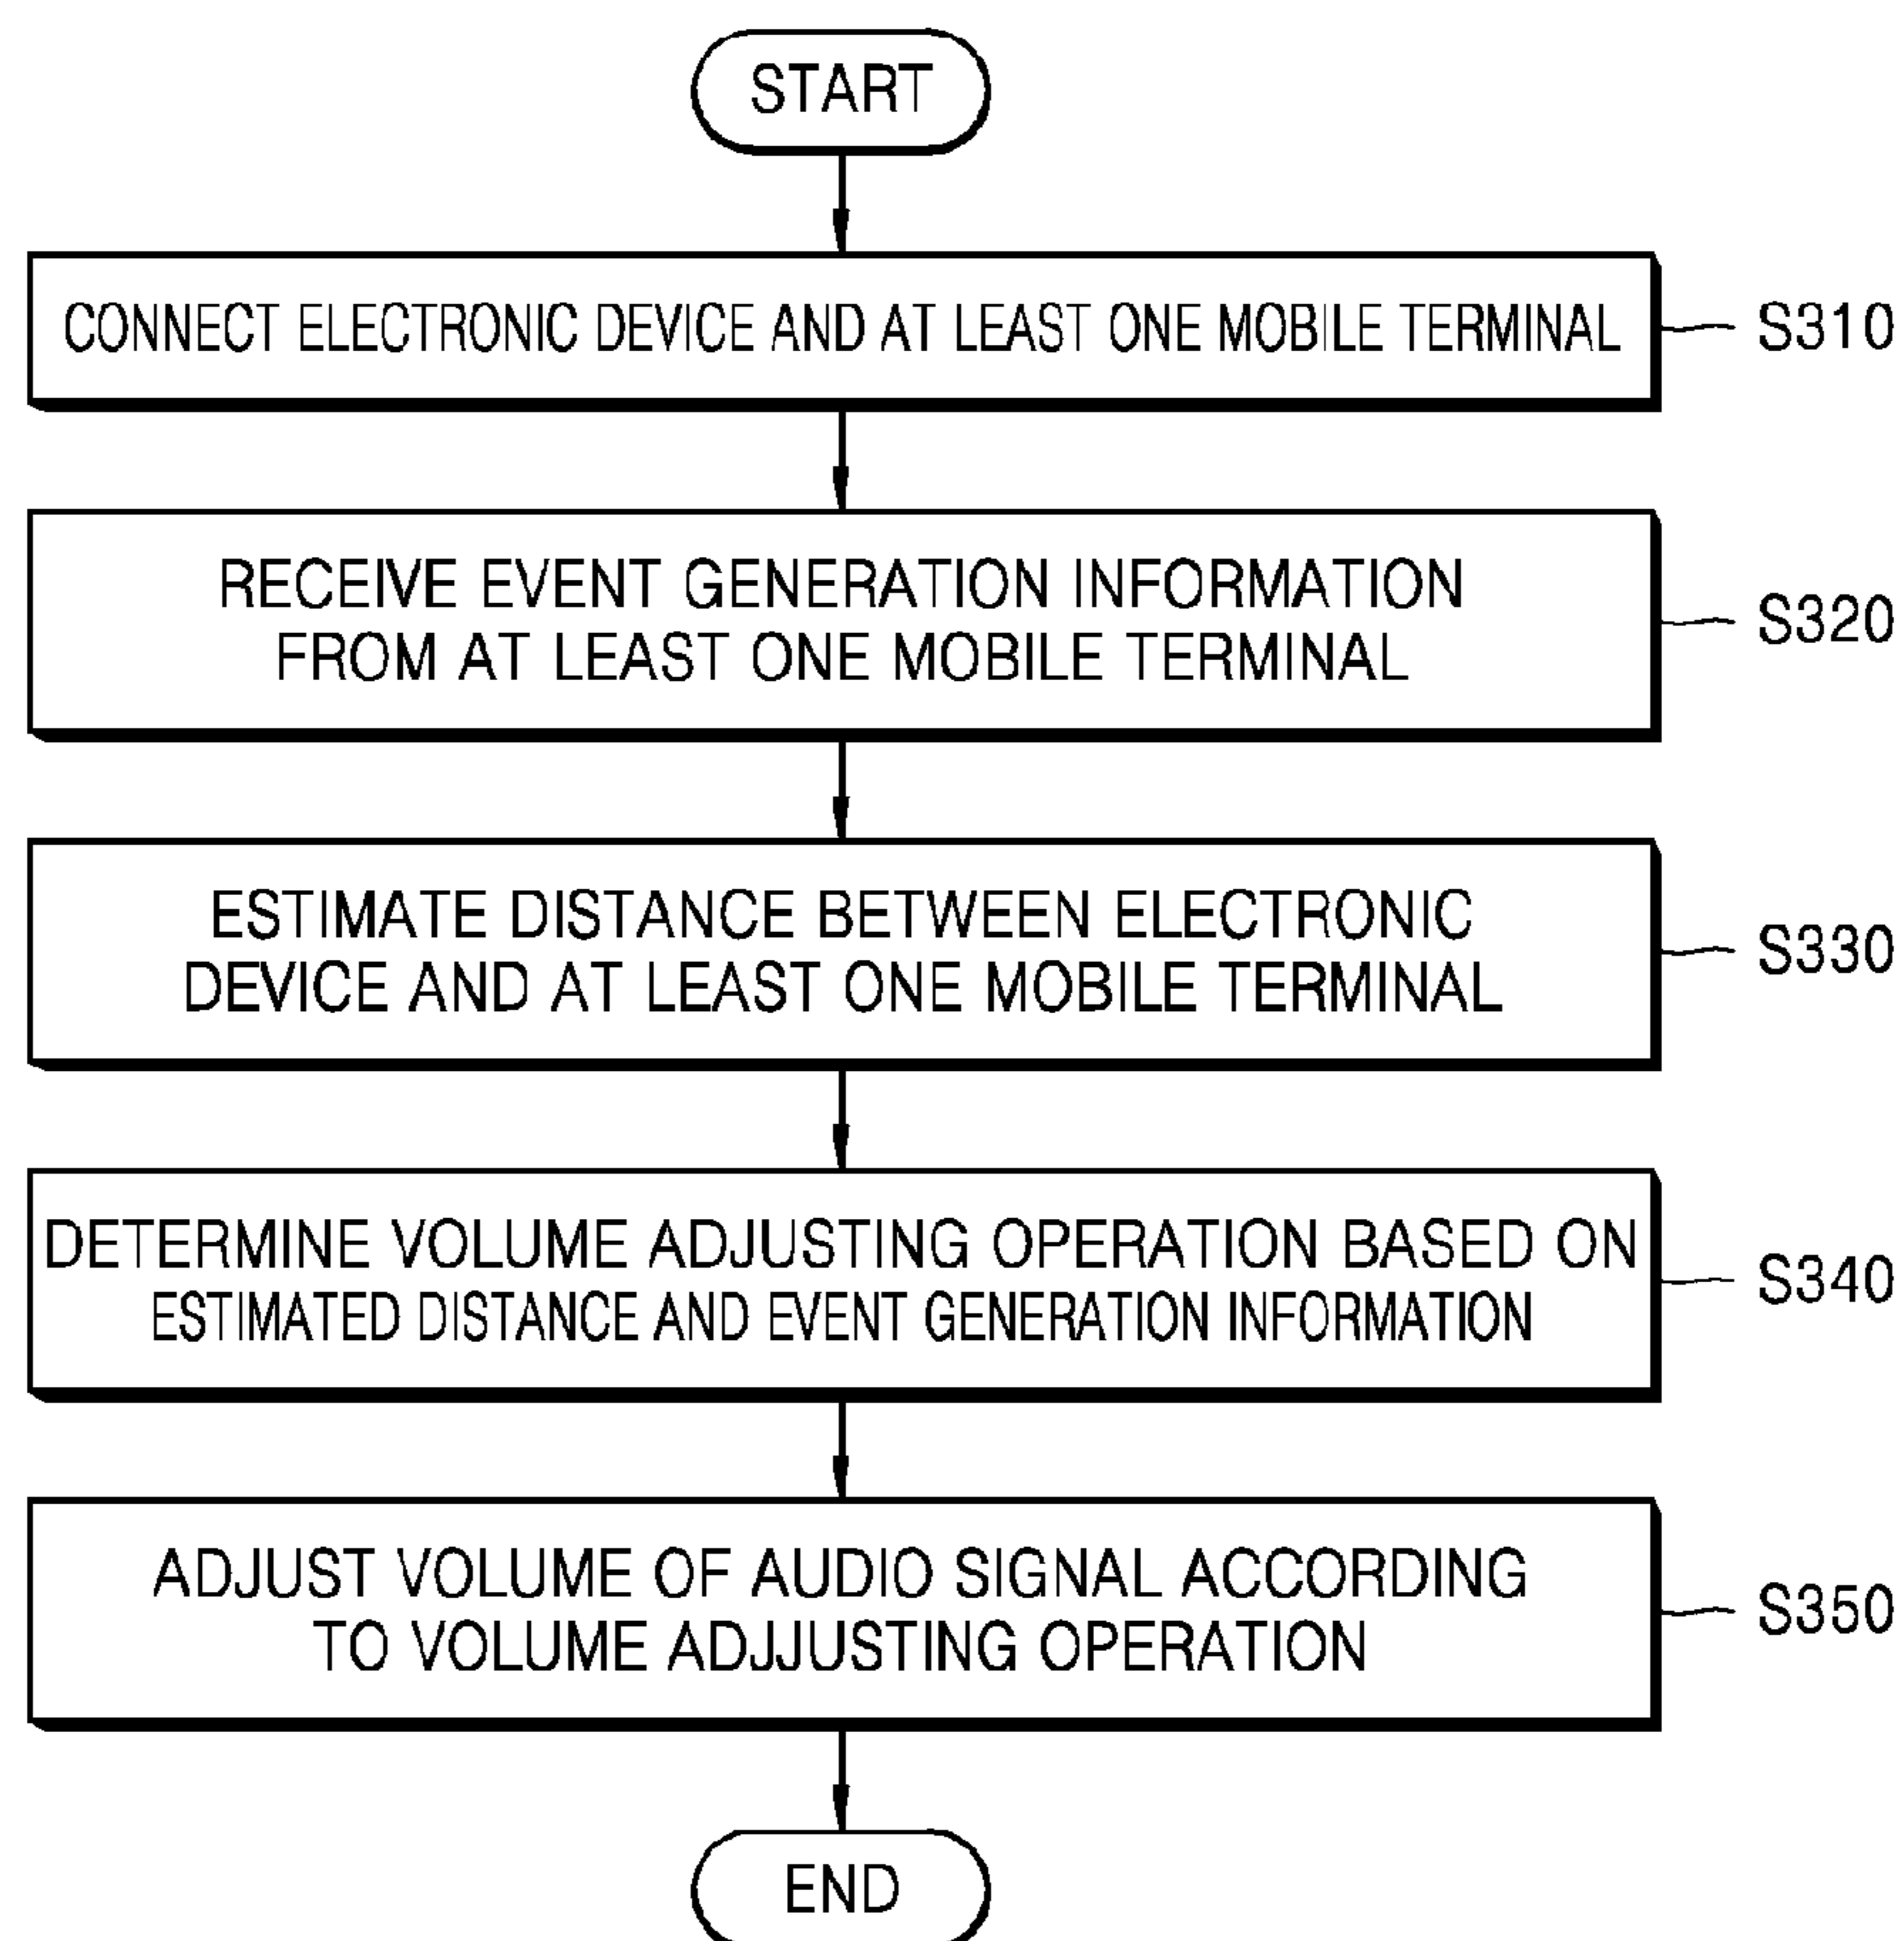 START
CONNECT ELECTRONIC DEVICE AND AT LEAST ONE MOBILE TERMINAL
S310
RECEIVE EVENT GENERATION INFORMATION
FROM AT LEAST ONE MOBILE TERMINAL
S320
ESTIMATE DISTANCE BETWEEN ELECTRONIC
DEVICE AND AT LEAST ONE MOBILE TERMINAL
S330
DETERMINE VOLUME ADJUSTING OPERATION BASED ON
ESTIMATED DISTANCE AND EVENT GENERATION INFORMATION
S340
ADJUST VOLUME OF AUDIO SIGNAL ACCORDING
TO VOLUME ADJJUSTING OPERATION
S350
END